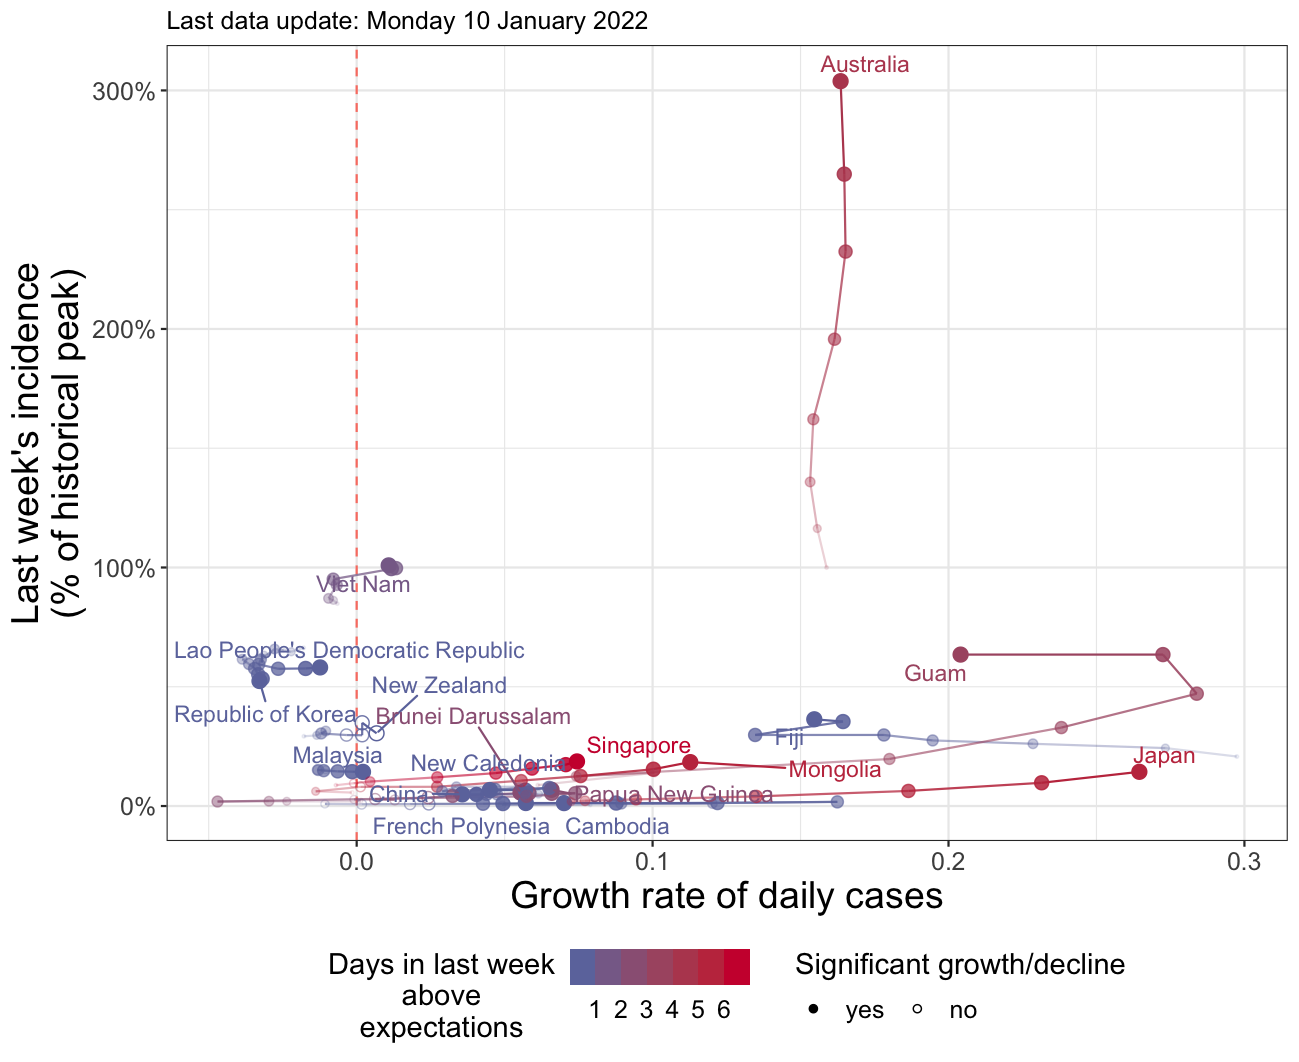 Last data update: Monday 10 January 2022
Last week's incidence
(% of historical peak)
300%
200%
100%
0%
Australia
Viet Nam
Lao People's Democratic Republic
Guam
New Zealand
Republic of Korea
Brunei Darussalam
Fiji
Singapore
Malaysia
New Caledonia
Japan
Mongolia
China
Papua New Guinea
French Polynesia
Cambodia
0.0
0.1
0.2
0.3
Growth rate of daily cases
Days in last week
above
expectations
1 2 3 4 5 6
Significant growth/decline
yes
no